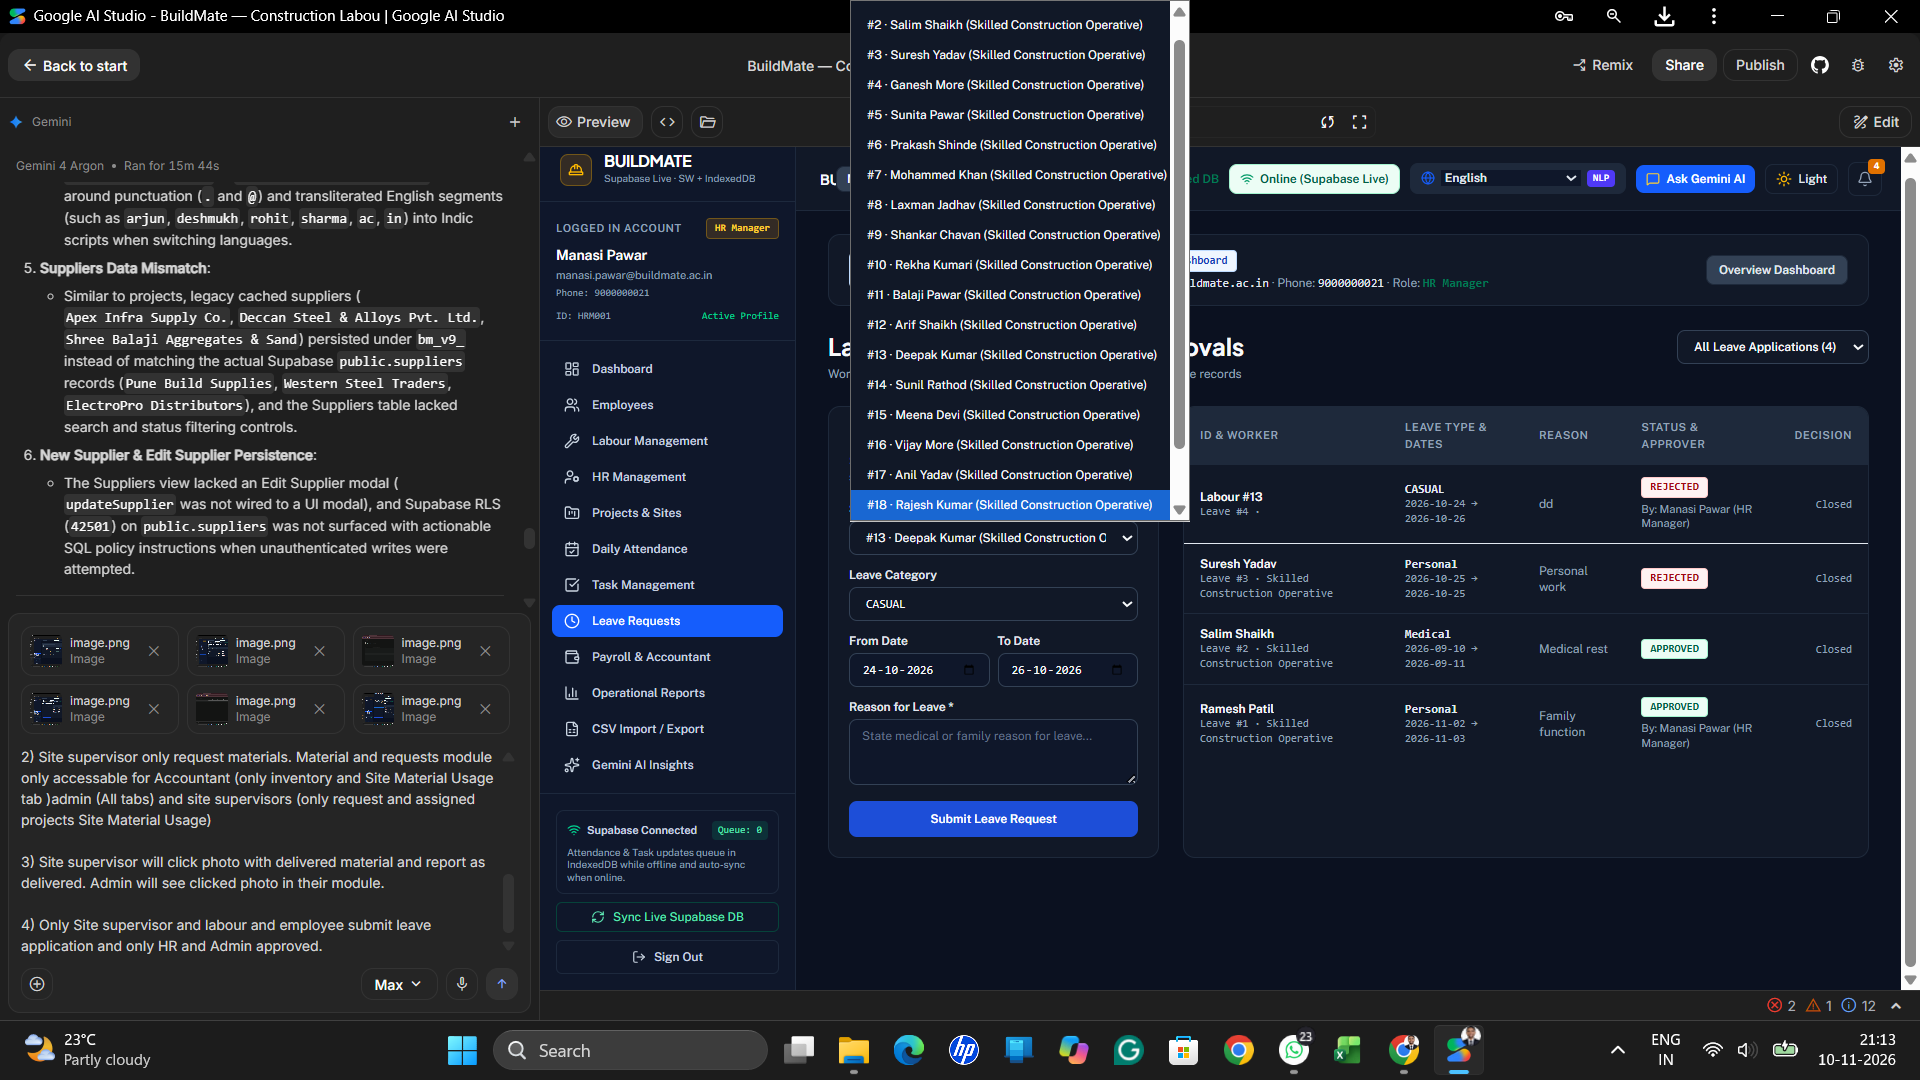 Google AI Studio - BuildMate — Construction Labou | Google AI Studio
Back to start
BuildMate — Co
Remix
Share
Publish
Gemini
Preview
Edit
Gemini 4 Argon • Ran for 15m 44s
around punctuation (. and @) and transliterated English segments
(such as arjun, deshmukh, rohit, sharma, ac, in) into Indic
scripts when switching languages.
5. Suppliers Data Mismatch:
Similar to projects, legacy cached suppliers (
Apex Infra Supply Co., Deccan Steel & Alloys Pvt. Ltd.,
Shree Balaji Aggregates & Sand) persisted under bm_v9_
instead of matching the actual Supabase public.suppliers
records (Pune Build Supplies, Western Steel Traders,
ElectroPro Distributors), and the Suppliers table lacked
search and status filtering controls.
6. New Supplier & Edit Supplier Persistence:
The Suppliers view lacked an Edit Supplier modal (
updateSupplier was not wired to a UI modal), and Supabase RLS
(42501) on public.suppliers was not surfaced with actionable
SQL policy instructions when unauthenticated writes were
attempted.
image.png
Image
image.png
Image
image.png
Image
image.png
Image
image.png
Image
image.png
Image
2) Site supervisor only request materials. Material and requests module
only accessable for Accountant (only inventory and Site Material Usage
tab )admin (All tabs) and site supervisors (only request and assigned
projects Site Material Usage)
3) Site supervisor will click photo with delivered material and report as
delivered. Admin will see clicked photo in their module.
4) Only Site supervisor and labour and employee submit leave
application and only HR and Admin approved.
Max
BUILDMATE
Supabase Live · SW + IndexedDB
LOGGED IN ACCOUNT
HR Manager
Manasi Pawar
manasi.pawar@buildmate.ac.in
Phone: 9000000021
ID: HRM001
Active Profile
Dashboard
Employees
Labour Management
HR Management
Projects & Sites
Daily Attendance
Task Management
Leave Requests
Payroll & Accountant
Operational Reports
CSV Import / Export
Gemini AI Insights
Supabase Connected
Queue: 0
Attendance & Task updates queue in
IndexedDB while offline and auto-sync
when online.
Sync Live Supabase DB
Sign Out
#2 · Salim Shaikh (Skilled Construction Operative)
#3 · Suresh Yadav (Skilled Construction Operative)
#4 · Ganesh More (Skilled Construction Operative)
#5 · Sunita Pawar (Skilled Construction Operative)
#6 · Prakash Shinde (Skilled Construction Operative)
#7 · Mohammed Khan (Skilled Construction Operative)
#8 · Laxman Jadhav (Skilled Construction Operative)
#9 · Shankar Chavan (Skilled Construction Operative)
#10 · Rekha Kumari (Skilled Construction Operative)
#11 · Balaji Pawar (Skilled Construction Operative)
#12 · Arif Shaikh (Skilled Construction Operative)
#13 · Deepak Kumar (Skilled Construction Operative)
#14 · Sunil Rathod (Skilled Construction Operative)
#15 · Meena Devi (Skilled Construction Operative)
#16 · Vijay More (Skilled Construction Operative)
#17 · Anil Yadav (Skilled Construction Operative)
#18 · Rajesh Kumar (Skilled Construction Operative)
#13 · Deepak Kumar (Skilled Construction O
Leave Category
CASUAL
From Date
To Date
24-10-2026
26-10-2026
Reason for Leave *
State medical or family reason for leave...
Submit Leave Request
ed DB
Online (Supabase Live)
English
NLP
Ask Gemini AI
Light
4
shboard
ldmate.ac.in · Phone: 9000000021 · Role: HR Manager
Overview Dashboard
La
ovals
Wor
e records
All Leave Applications (4)
ID & WORKER
LEAVE TYPE &
DATES
REASON
STATUS &
APPROVER
DECISION
Labour #13
Leave #4 ·
CASUAL
2026-10-24 →
2026-10-26
dd
REJECTED
By: Manasi Pawar (HR
Manager)
Closed
Suresh Yadav
Leave #3 · Skilled
Construction Operative
Personal
2026-10-25 →
2026-10-25
Personal
work
REJECTED
Closed
Salim Shaikh
Leave #2 · Skilled
Construction Operative
Medical
2026-09-10 →
2026-09-11
Medical rest
APPROVED
Closed
Ramesh Patil
Leave #1 · Skilled
Construction Operative
Personal
2026-11-02 →
2026-11-03
Family
function
APPROVED
By: Manasi Pawar (HR
Manager)
Closed
2
1
12
23°C
Partly cloudy
Search
23
ENG
IN
21:13
10-11-2026